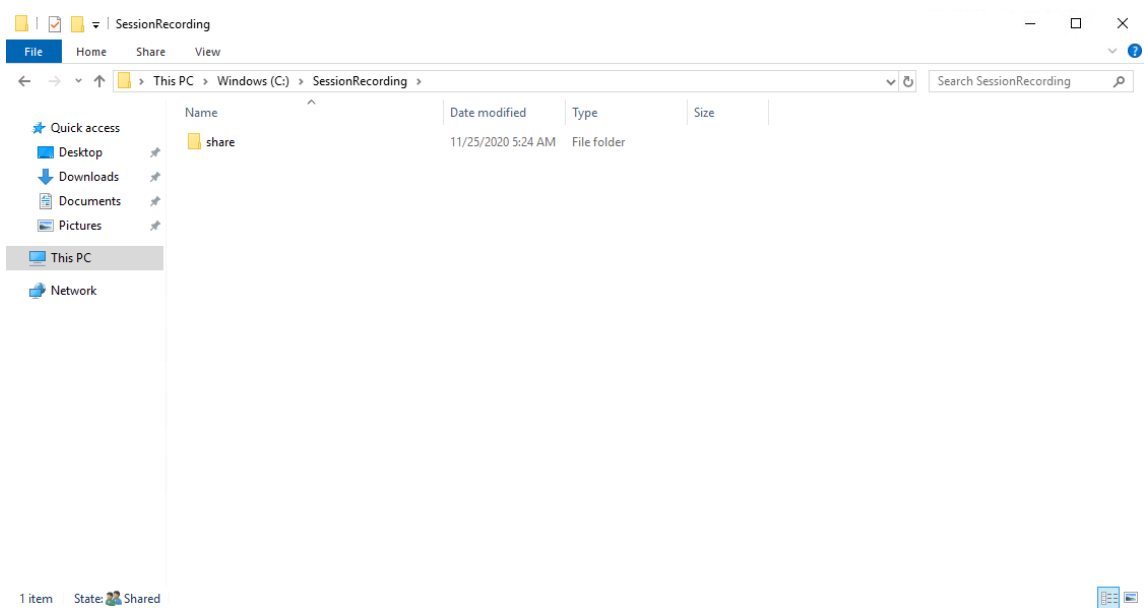 SessionRecording
File Home Share View
This PC > Windows (C:) > SessionRecording >
Search SessionRecording
Name Date modified Type Size
Quick access
share 11/25/2020 5:24 AM File folder
Desktop
Downloads
Documents
Pictures
This PC
Network
1 item State: Shared